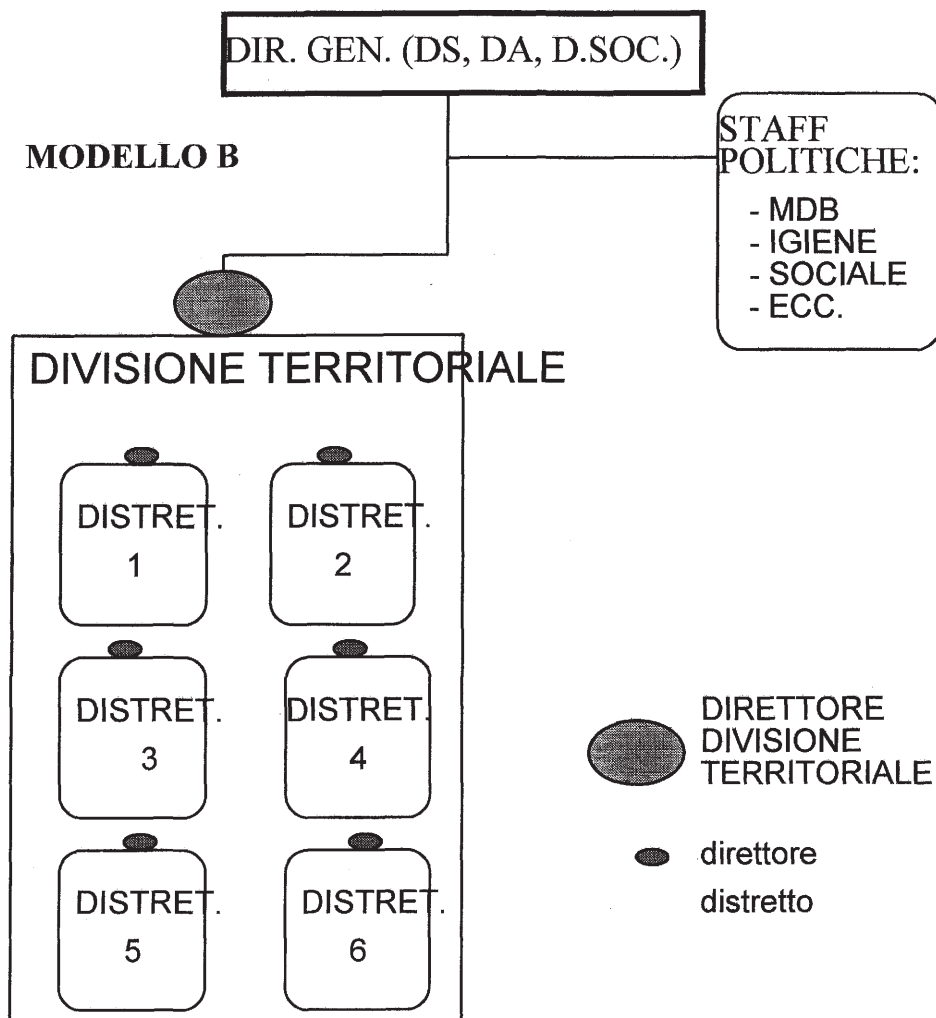 DIR. GEN. (DS, DA, D.SOC.)
MODELLO B
STAFF
POLITICHE:
- MDB
- IGIENE
- SOCIALE
- ECC.
DIVISIONE TERRITORIALE
DISTRET.
1
DISTRET.
2
DISTRET.
3
DISTRET.
4
DISTRET.
5
DISTRET.
6
DIRETTORE
DIVISIONE
TERRITORIALE
direttore
distretto